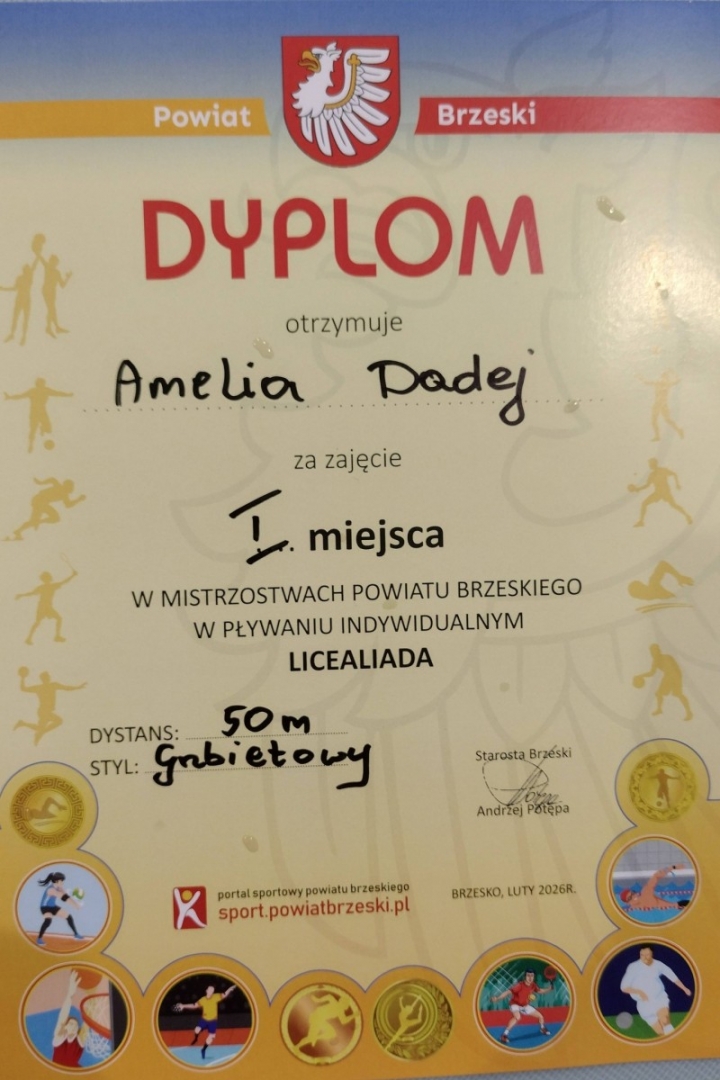 Powiat Brzeski
DYPLOM
otrzymuje
Amelia Dadej
za zajęcie
I. miejsca
W MISTRZOSTWACH POWIATU BRZESKIEGO
W PŁYWANIU INDYWIDUALNYM
LICEALIADA
DYSTANS: 50m
STYL: Grzbietowy
Starosta Brzeski
Andrzej Potępa
portal sportowy powiatu brzeskiego
sport.powiatbrzeski.pl
BRZESKO, LUTY 2026R.